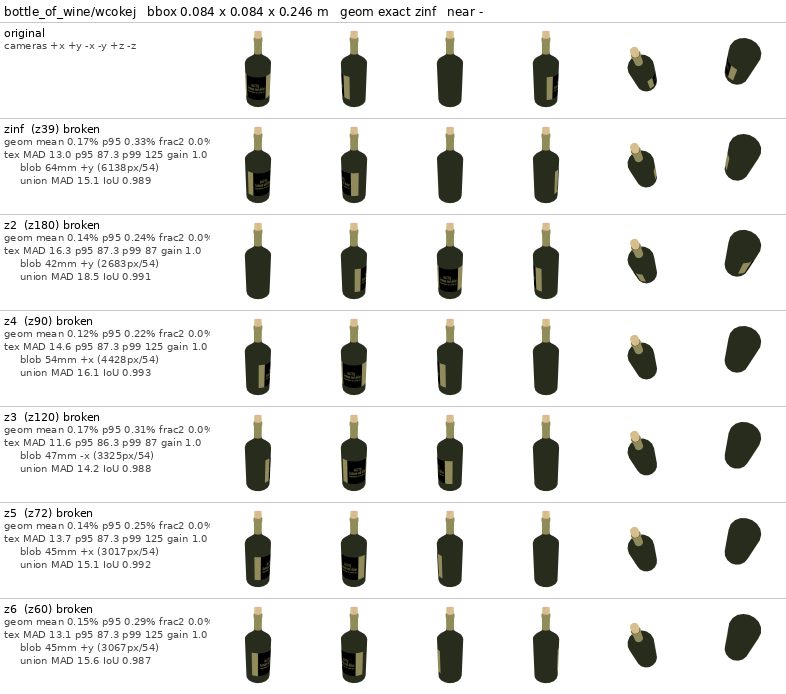 bottle_of_wine/wcokej   bbox 0.084 x 0.084 x 0.246 m   geom exact zinf   near -
original
cameras +x +y -x -y +z -z
zinf  (z39) broken
geom mean 0.17% p95 0.33% frac2 0.0%
tex MAD 13.0 p95 87.3 p99 125 gain 1.0
blob 64mm +y (6138px/54)
union MAD 15.1 IoU 0.989
z2  (z180) broken
geom mean 0.14% p95 0.24% frac2 0.0%
tex MAD 16.3 p95 87.3 p99 87 gain 1.0
blob 42mm +y (2683px/54)
union MAD 18.5 IoU 0.991
z4  (z90) broken
geom mean 0.12% p95 0.22% frac2 0.0%
tex MAD 14.6 p95 87.3 p99 125 gain 1.0
blob 54mm +x (4428px/54)
union MAD 16.1 IoU 0.993
z3  (z120) broken
geom mean 0.17% p95 0.31% frac2 0.0%
tex MAD 11.6 p95 86.3 p99 87 gain 1.0
blob 47mm -x (3325px/54)
union MAD 14.2 IoU 0.988
z5  (z72) broken
geom mean 0.14% p95 0.25% frac2 0.0%
tex MAD 13.7 p95 87.3 p99 125 gain 1.0
blob 45mm +x (3017px/54)
union MAD 15.1 IoU 0.992
z6  (z60) broken
geom mean 0.15% p95 0.29% frac2 0.0%
tex MAD 13.1 p95 87.3 p99 125 gain 1.0
blob 45mm +y (3067px/54)
union MAD 15.6 IoU 0.987